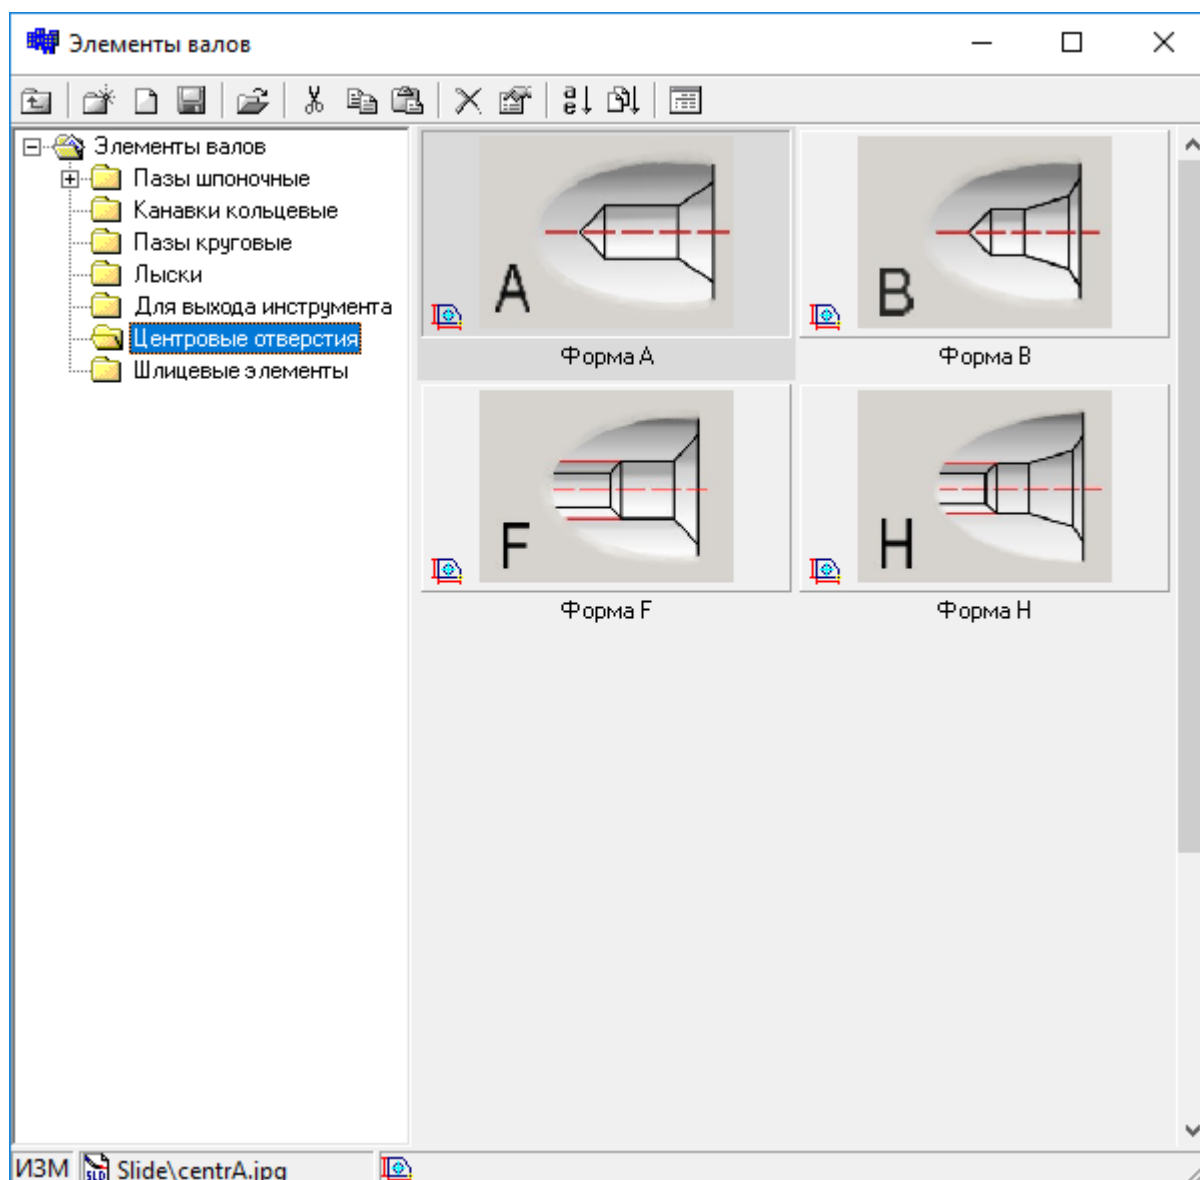 Элементы валов
Элементы валов
Пазы шпоночные
Канавки кольцевые
Пазы круговые
Лыски
Для выхода инструмента
Центровые отверстия
Шлицевые элементы
A
B
Форма A
Форма B
F
H
Форма F
Форма H
ИЗМ
SLD
Slide\centrA.jpg